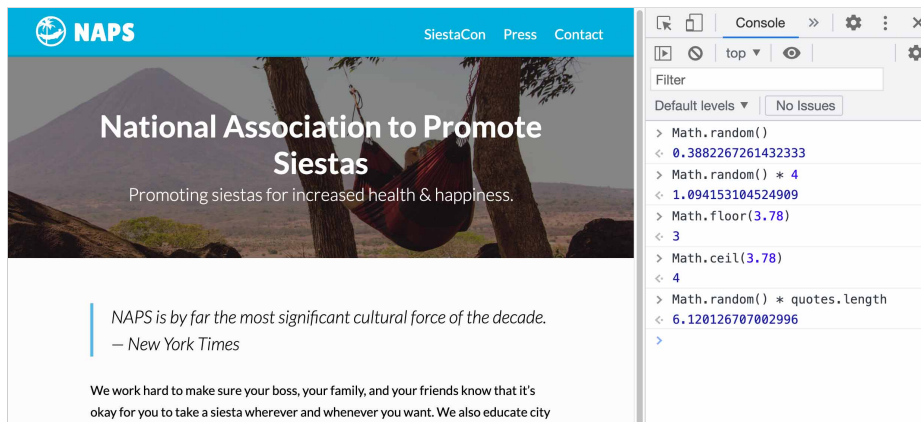 NAPS
SiestaCon Press Contact
National Association to Promote
Siestas
Promoting siestas for increased health & happiness.
NAPS is by far the most significant cultural force of the decade.
— New York Times
We work hard to make sure your boss, your family, and your friends know that it's
okay for you to take a siesta wherever and whenever you want. We also educate city
Console
top
Filter
Default levels No Issues
Math.random()
0.3882267261432333
Math.random() * 4
1.094153104524909
Math.floor(3.78)
3
Math.ceil(3.78)
4
Math.random() * quotes.length
6.120126707002996